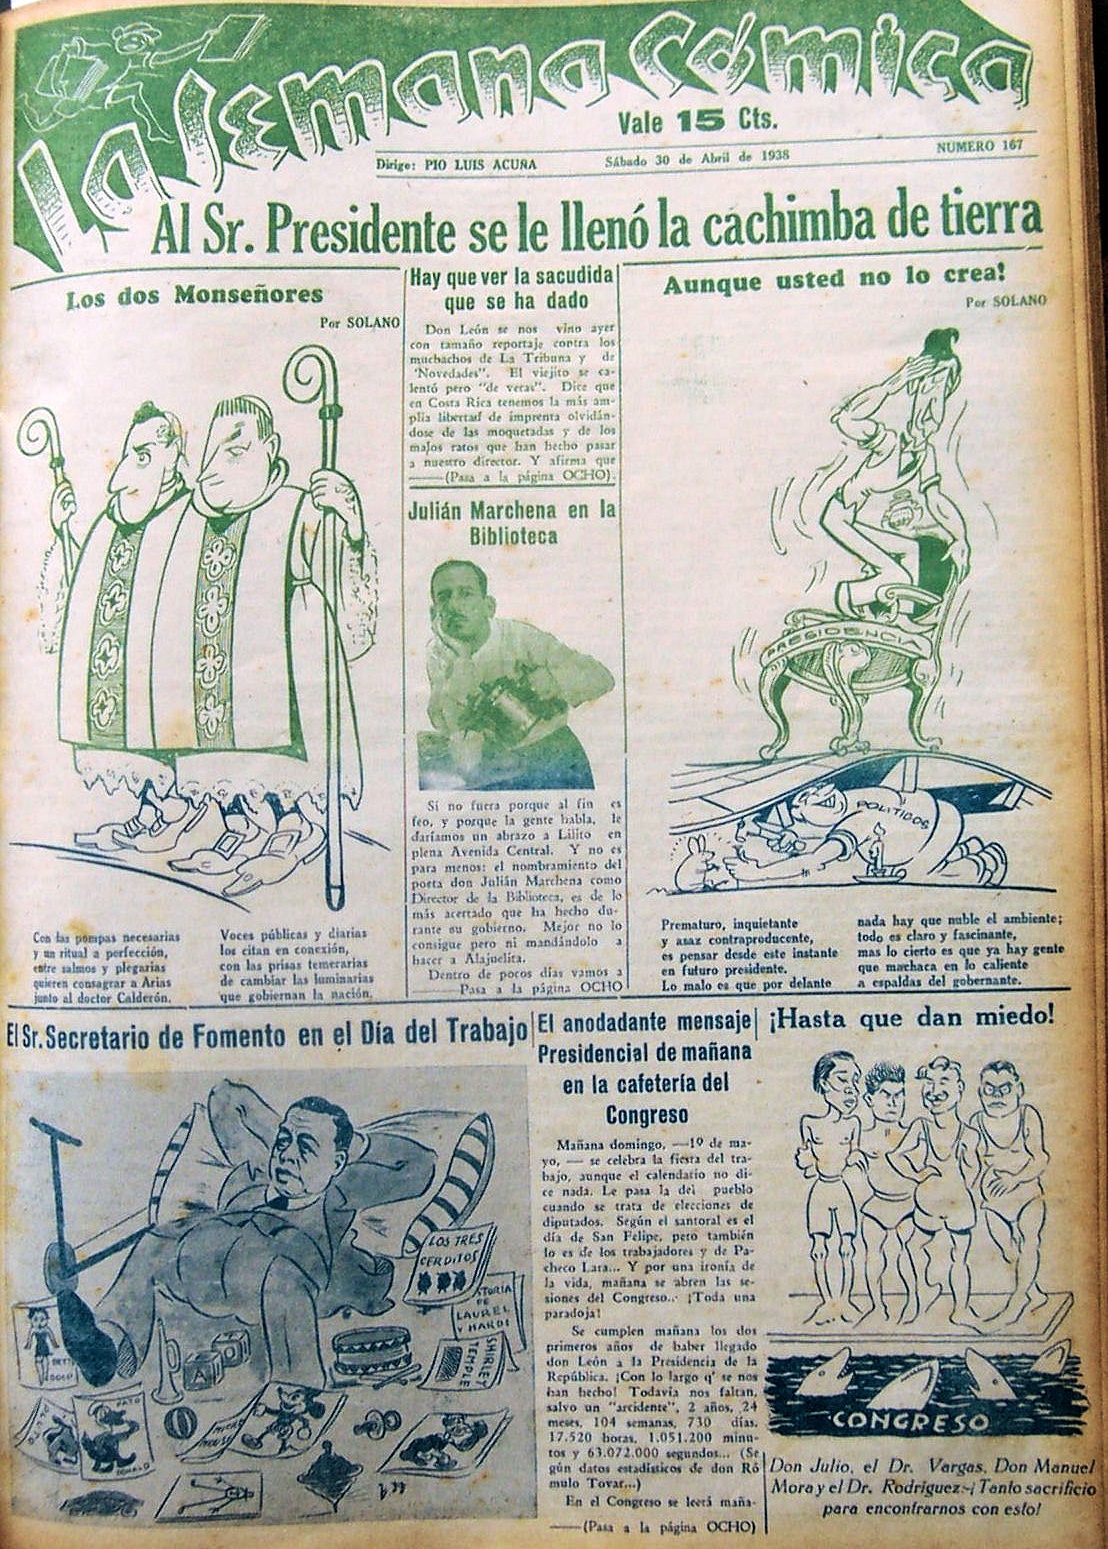 La Semana Cómica
Vale 15 Cts.
Dirige: PIO LUIS ACUÑA
Sábado 30 de Abril de 1938
NUMERO 167
Al Sr. Presidente se le llenó la cachimba de tierra
Los dos Monseñores
Por SOLANO
Con las pompas necesarias
y un ritual a perfección,
entre salmos y plegarias
quieren consagrar a Arias
junto al doctor Calderón.
Voces públicas y diarias
los citan en conexión,
con las prisas temerarias
de cambiar las luminarias
que gobiernan la nación.
Hay que ver la sacudida
que se ha dado
Don León se nos vino ayer
con tamaño reportaje contra los
muchachos de La Tribuna y de
'Novedades". El viejito se ca-
lentó pero "de veras". Dice que
en Costa Rica tenemos la más am-
plia libertad de imprenta olvidán-
dose de las moquetadas y de los
malos ratos que han hecho pasar
a nuestro director. Y afirma que
(Pasa a la página OCHO)
Julián Marchena en la
Biblioteca
Si no fuera porque al fin es
feo, y porque la gente habla, le
daríamos un abrazo a Lilito en
plena Avenida Central. Y no es
para menos: el nombramiento del
poeta don Julián Marchena como
Director de la Biblioteca, es de lo
más acertado que ha hecho du-
rante su gobierno. Mejor no lo
consigue pero ni mandándolo a
hacer a Alajuelita.
Dentro de pocos días vamos a
Pasa a la página OCHO
Aunque usted no lo crea!
Por SOLANO
PRESIDENCIA
POLITICOS
Prematuro, inquietante
y asaz contraproducente,
es pensar desde este instante
en futuro presidente.
Lo malo es que por delante
nada hay que nuble el ambiente;
todo es claro y fascinante,
mas lo cierto es que ya hay gente
que machaca en lo caliente
a espaldas del gobernante.
El Sr. Secretario de Fomento en el Día del Trabajo
LOS TRES
CERDITOS
STORIA
DE
LAUREL
Y HARDI
SHIRLEY
TEMPLE
BETTY
BOOP
A
PATO
DONALD
MICKEY
MOUSE
El anodadante mensaje
Presidencial de mañana
en la cafetería del
Congreso
Mañana domingo, —1º de ma-
yo, — se celebra la fiesta del tra-
bajo, aunque el calendario no di-
ce nada. Le pasa la del pueblo
cuando se trata de elecciones de
diputados. Según el santoral es el
día de San Felipe, pero también
lo es de los trabajadores y de Pa-
checo Lara... Y por una ironía de
la vida, mañana se abren las se-
siones del Congreso... ¡Toda una
paradoja!
Se cumplen mañana los dos
primeros años de haber llegado
don León a la Presidencia de la
República. ¡Con lo largo q' se nos
han hecho! Todavía nos faltan,
salvo un "arcidente", 2 años, 24
meses, 104 semanas, 730 días,
17.520 horas, 1.051.200 minu-
tos y 63.072.000 segundos... (Se
gún datos estadísticos de don Ró
mulo Tovar...)
En el Congreso se leerá maña-
(Pasa a la página OCHO)
¡Hasta que dan miedo!
CONGRESO
Don Julio, el Dr. Vargas, Don Manuel
Mora y el Dr. Rodríguez.-¡Tanto sacrificio
para encontrarnos con esto!